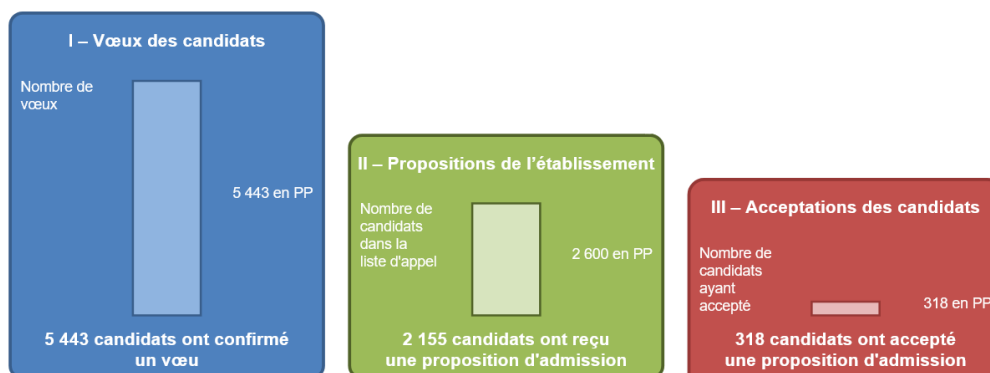 I – Vœux des candidats
Nombre de
vœux
5 443 en PP
5 443 candidats ont confirmé
un vœu
II – Propositions de l'établissement
Nombre de
candidats
dans la
liste d'appel
2 600 en PP
2 155 candidats ont reçu
une proposition d'admission
III – Acceptations des candidats
Nombre de
candidats
ayant
accepté
318 en PP
318 candidats ont accepté
une proposition d'admission